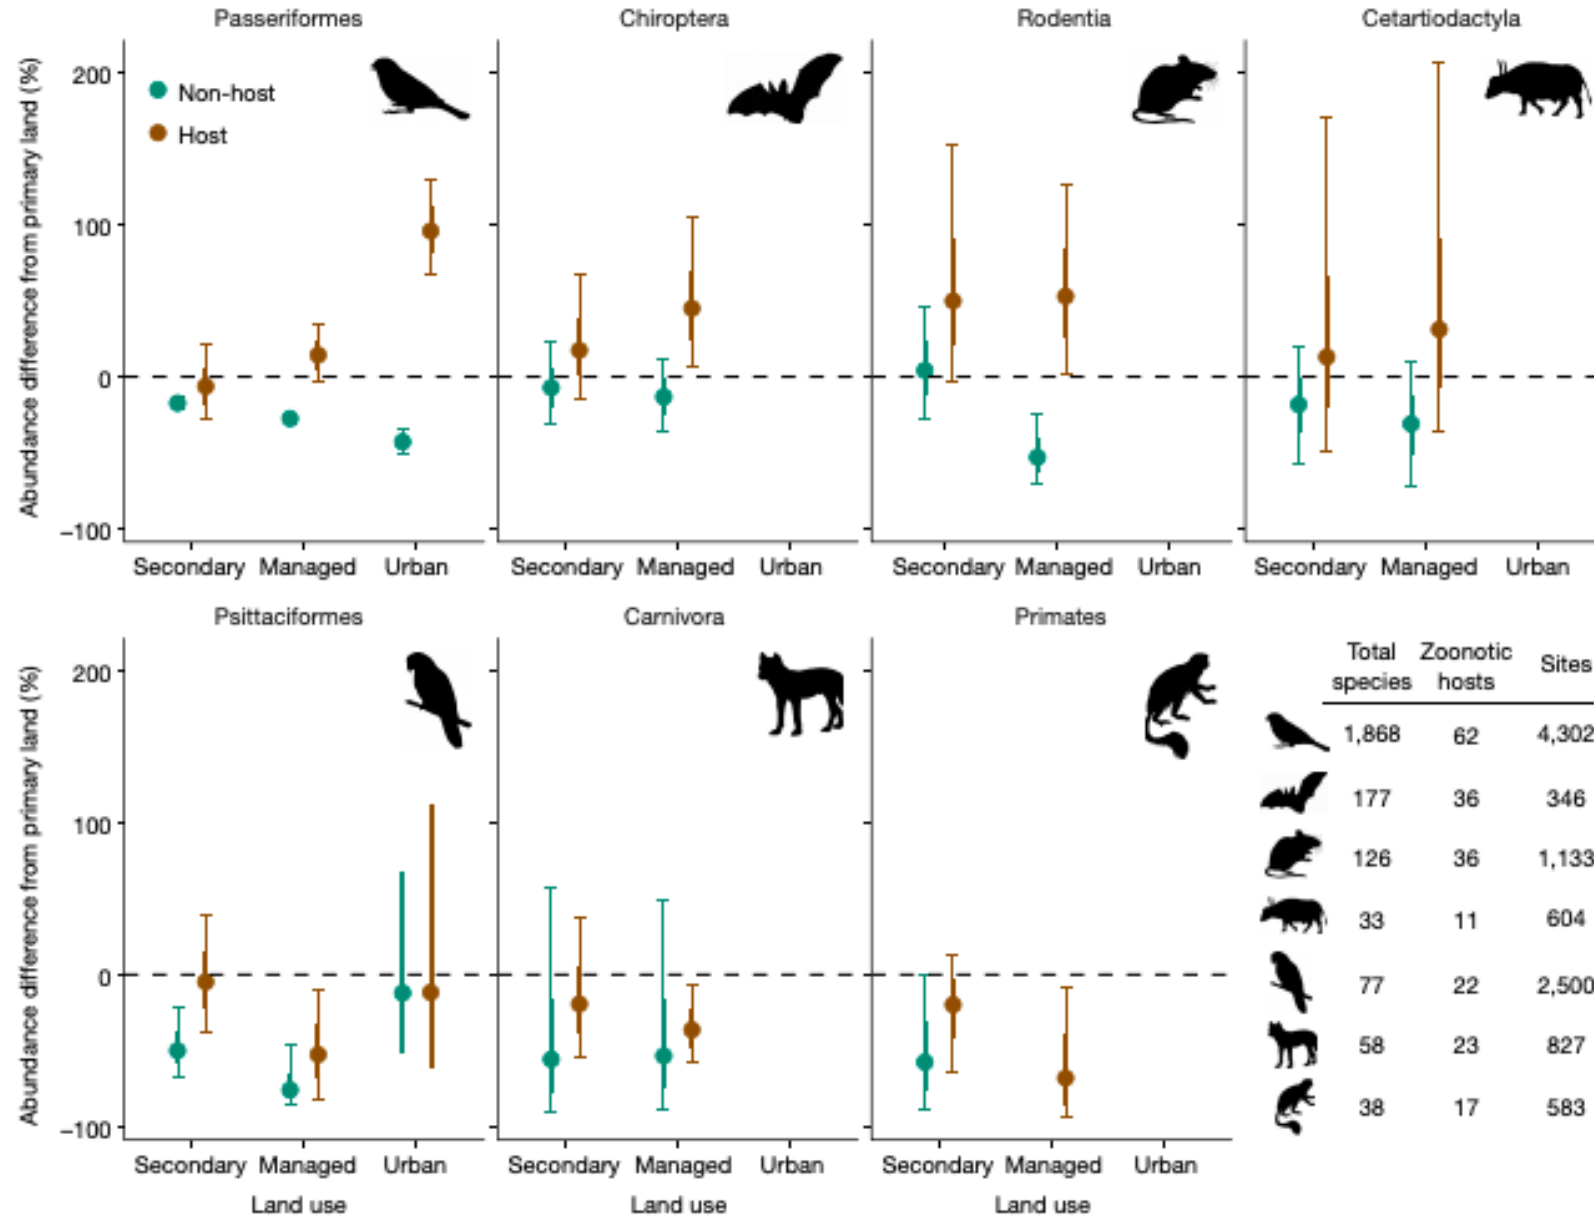 Passeriformes Chiroptera Rodentia Cetartiodactyla
Abundance difference from primary land (%)
200
100
0
−100
Non-host
Host
Secondary Managed Urban Secondary Managed Urban Secondary Managed Urban Secondary Managed Urban
Psittaciformes Carnivora Primates
Abundance difference from primary land (%)
200
100
0
−100
Secondary Managed Urban Secondary Managed Urban Secondary Managed Urban
Land use Land use Land use
Total species Zoonotic hosts Sites
1,868 62 4,302
177 36 346
126 36 1,133
33 11 604
77 22 2,500
58 23 827
38 17 583